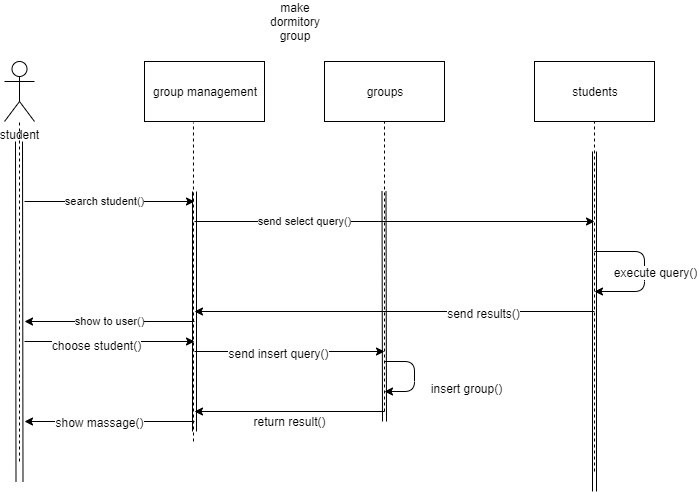 make
dormitory
group
group management
groups
students
student
search student()
send select query()
execute query()
send results()
show to user()
choose student()
send insert query()
insert group()
return result()
show massage()